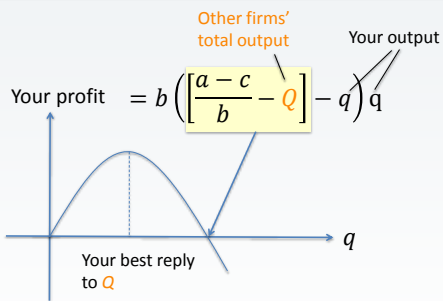 Other firms’
total output
Your output
Your profit = b([a − c / b − Q] − q)q
q
Your best reply
to Q